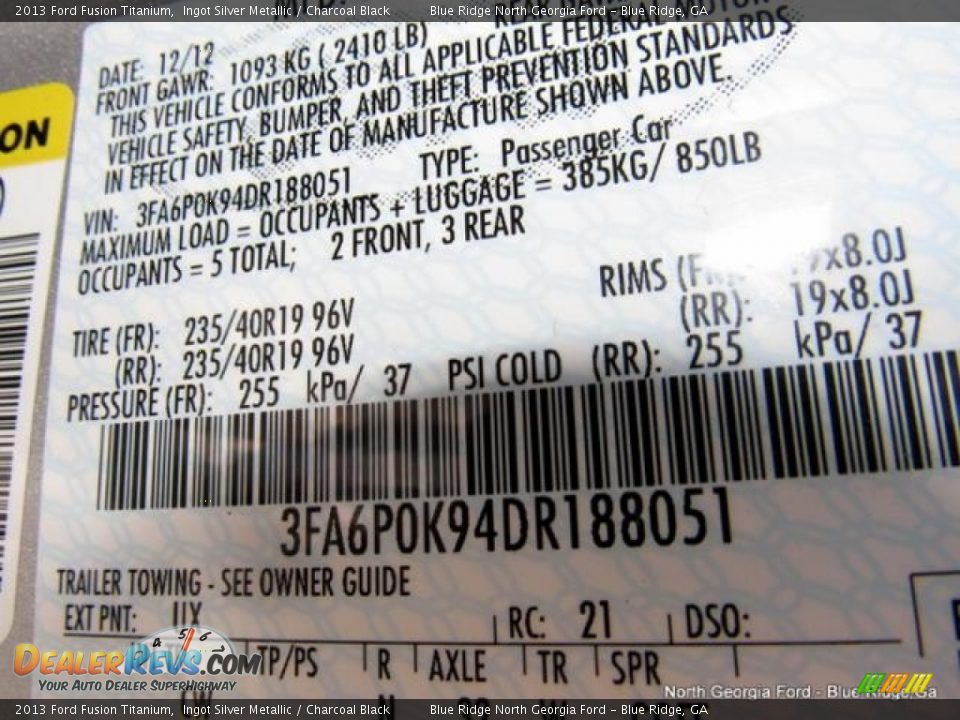 2013 Ford Fusion Titanium, Ingot Silver Metallic / Charcoal Black Blue Ridge North Georgia Ford - Blue Ridge, GA
DATE: 12/12
FRONT GAWR: 1093 KG ( 2410 LB)
THIS VEHICLE CONFORMS TO ALL APPLICABLE FEDERAL MOTOR
VEHICLE SAFETY, BUMPER, AND THEFT PREVENTION STANDARDS
IN EFFECT ON THE DATE OF MANUFACTURE SHOWN ABOVE.
VIN: 3FA6P0K94DR188051 TYPE: Passenger Car
MAXIMUM LOAD = OCCUPANTS + LUGGAGE = 385KG/ 850LB
OCCUPANTS = 5 TOTAL; 2 FRONT, 3 REAR
TIRE (FR): 235/40R19 96V RIMS 19x8.0J
(RR): 235/40R19 96V (RR): 19x8.0J
PRESSURE (FR): 255 kPa/ 37 PSI COLD (RR): 255 kPa/ 37
3FA6P0K94DR188051
TRAILER TOWING - SEE OWNER GUIDE
EXT PNT: UX RC: 21 DSO:
TP/PS R AXLE TR SPR
4 5 6
DEALERREVS.COM
YOUR AUTO DEALER SUPERHIGHWAY
North Georgia Ford - Blue Ridge, Ga
2013 Ford Fusion Titanium, Ingot Silver Metallic / Charcoal Black Blue Ridge North Georgia Ford - Blue Ridge, GA